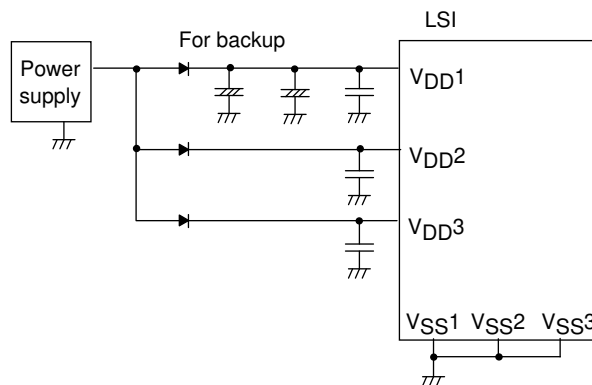 LSI
For backup
Power
supply
VDD1
VDD2
VDD3
VSS1 VSS2 VSS3